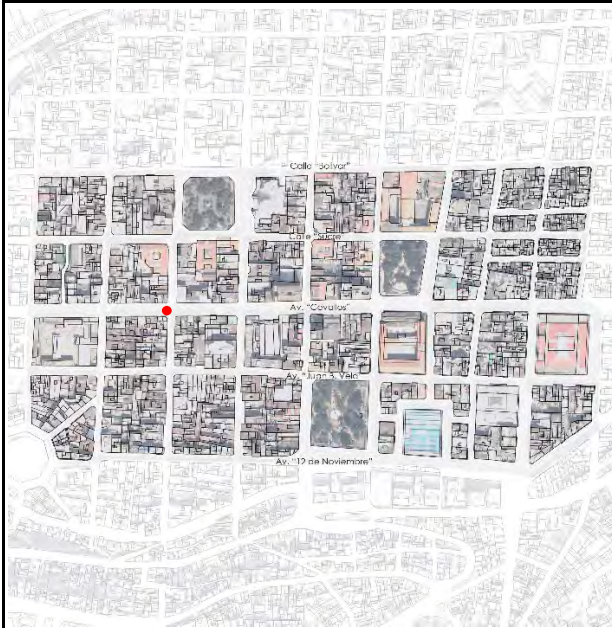 Calle "Bolívar"
Calle "Sucre"
Av. "Cevallos"
Av. "Juan B. Vela"
Av. "12 de Noviembre"